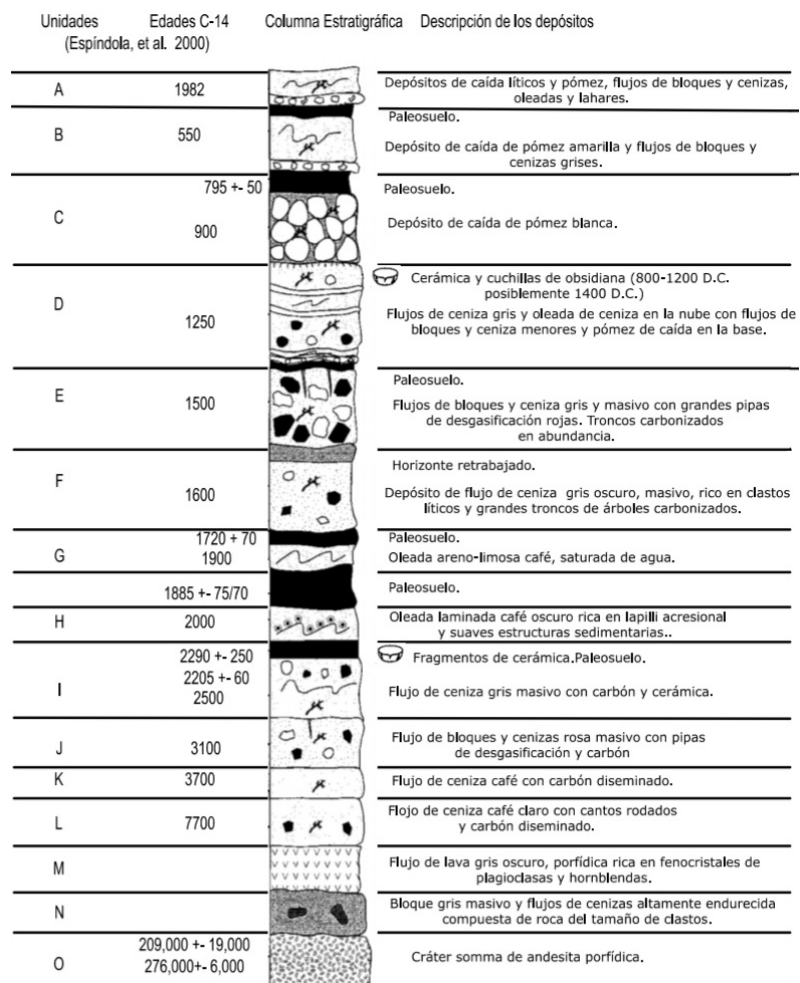 Unidades Edades C-14 Columna Estratigráfica Descripción de los depósitos
(Espíndola, et al. 2000)
A 1982 Depósitos de caída líticos y pómez, flujos de bloques y cenizas,
oleadas y lahares.
Paleosuelo.
B 550 Depósito de caída de pómez amarilla y flujos de bloques y
cenizas grises.
795 +- 50 Paleosuelo.
C 900 Depósito de caída de pómez blanca.
Cerámica y cuchillas de obsidiana (800-1200 D.C.
posiblemente 1400 D.C.)
D 1250 Flujos de ceniza gris y oleada de ceniza en la nube con flujos de
bloques y ceniza menores y pómez de caída en la base.
Paleosuelo.
E 1500 Flujos de bloques y ceniza gris y masivo con grandes pipas
de desgasificación rojas. Troncos carbonizados
en abundancia.
Horizonte retrabajado.
F 1600 Depósito de flujo de ceniza gris oscuro, masivo, rico en clastos
líticos y grandes troncos de árboles carbonizados.
1720 + 70 Paleosuelo.
G 1900 Oleada areno-limosa café, saturada de agua.
1885 +- 75/70 Paleosuelo.
H 2000 Oleada laminada café oscuro rica en lapilli acresional
y suaves estructuras sedimentarias..
2290 +- 250 Fragmentos de cerámica.Paleosuelo.
2205 +- 60
I 2500 Flujo de ceniza gris masivo con carbón y cerámica.
J 3100 Flujo de bloques y cenizas rosa masivo con pipas
de desgasificación y carbón
K 3700 Flujo de ceniza café con carbón diseminado.
L 7700 Flojo de ceniza café claro con cantos rodados
y carbón diseminado.
M Flujo de lava gris oscuro, porfídica rica en fenocristales de
plagioclasas y hornblendas.
N Bloque gris masivo y flujos de cenizas altamente endurecida
compuesta de roca del tamaño de clastos.
209,000 +- 19,000
O 276,000+- 6,000 Cráter somma de andesita porfídica.